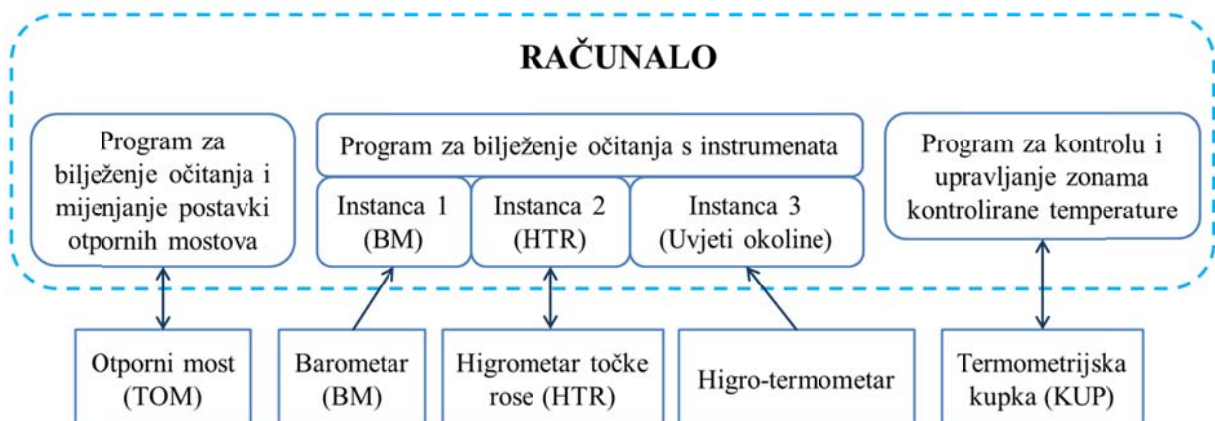 RAČUNALO
Program za
bilježenje očitanja i
mijenjanje postavki
otpornih mostova
Program za bilježenje očitanja s instrumenata
Instanca 1
(BM)
Instanca 2
(HTR)
Instanca 3
(Uvjeti okoline)
Program za kontrolu i
upravljanje zonama
kontrolirane temperature
Otporni most
(TOM)
Barometar
(BM)
Higrometar točke
rose (HTR)
Higro-termometar
Termometrijska
kupka (KUP)